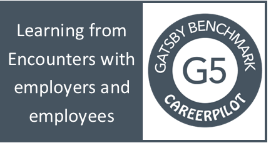 Learning from
Encounters with
employers and
employees
GATSBY BENCHMARK
G5
CAREERPILOT